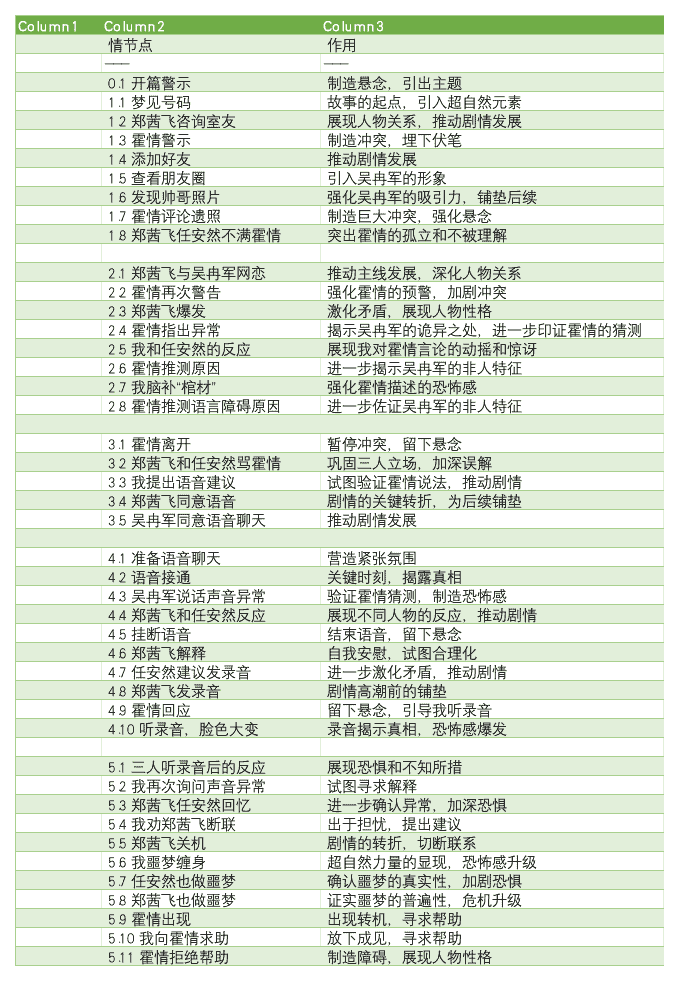 Column1 Column2 Column3
情节点 作用
—— ——
0.1 开篇警示 制造悬念，引出主题
1.1 梦见号码 故事的起点，引入超自然元素
1.2 郑茜飞咨询室友 展现人物关系，推动剧情发展
1.3 霍情警示 制造冲突，埋下伏笔
1.4 添加好友 推动剧情发展
1.5 查看朋友圈 引入吴冉军的形象
1.6 发现帅哥照片 强化吴冉军的吸引力，铺垫后续
1.7 霍情评论遗照 制造巨大冲突，强化悬念
1.8 郑茜飞任安然不满霍情 突出霍情的孤立和不被理解
2.1 郑茜飞与吴冉军网恋 推动主线发展，深化人物关系
2.2 霍情再次警告 强化霍情的预警，加剧冲突
2.3 郑茜飞爆发 激化矛盾，展现人物性格
2.4 霍情指出异常 揭示吴冉军的诡异之处，进一步印证霍情的猜测
2.5 我和任安然的反应 展现我对霍情言论的动摇和惊讶
2.6 霍情推测原因 进一步揭示吴冉军的非人特征
2.7 我脑补“棺材” 强化霍情描述的恐怖感
2.8 霍情推测语言障碍原因 进一步佐证吴冉军的非人特征
3.1 霍情离开 暂停冲突，留下悬念
3.2 郑茜飞和任安然骂霍情 巩固三人立场，加深误解
3.3 我提出语音建议 试图验证霍情说法，推动剧情
3.4 郑茜飞同意语音 剧情的关键转折，为后续铺垫
3.5 吴冉军同意语音聊天 推动剧情发展
4.1 准备语音聊天 营造紧张氛围
4.2 语音接通 关键时刻，揭露真相
4.3 吴冉军说话声音异常 验证霍情猜测，制造恐怖感
4.4 郑茜飞和任安然反应 展现不同人物的反应，推动剧情
4.5 挂断语音 结束语音，留下悬念
4.6 郑茜飞解释 自我安慰，试图合理化
4.7 任安然建议发录音 进一步激化矛盾，推动剧情
4.8 郑茜飞发录音 剧情高潮前的铺垫
4.9 霍情回应 留下悬念，引导我听录音
4.10 听录音，脸色大变 录音揭示真相，恐怖感爆发
5.1 三人听录音后的反应 展现恐惧和不知所措
5.2 我再次询问声音异常 试图寻求解释
5.3 郑茜飞任安然回忆 进一步确认异常，加深恐惧
5.4 我劝郑茜飞断联 出于担忧，提出建议
5.5 郑茜飞关机 剧情的转折，切断联系
5.6 我噩梦缠身 超自然力量的显现，恐怖感升级
5.7 任安然也做噩梦 确认噩梦的真实性，加剧恐惧
5.8 郑茜飞也做噩梦 证实噩梦的普遍性，危机升级
5.9 霍情出现 出现转机，寻求帮助
5.10 我向霍情求助 放下成见，寻求帮助
5.11 霍情拒绝帮助 制造障碍，展现人物性格